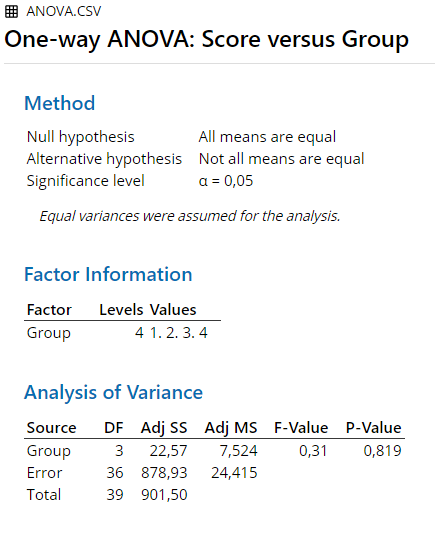 ANOVA.CSV
One-way ANOVA: Score versus Group
Method
Null hypothesis All means are equal
Alternative hypothesis Not all means are equal
Significance level α = 0,05
Equal variances were assumed for the analysis.
Factor Information
Factor Levels Values
Group 4 1. 2. 3. 4
Analysis of Variance
Source DF Adj SS Adj MS F-Value P-Value
Group 3 22,57 7,524 0,31 0,819
Error 36 878,93 24,415
Total 39 901,50